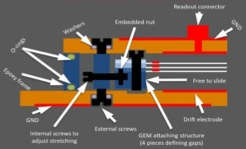 Readout connector
Embedded nut
Washers
GND
O-rings
Epoxy frame
Free to slide
GND
Drift electrode
Internal screws to
adjust stretching
External screws
GEM attaching structure
(4 pieces defining gaps)